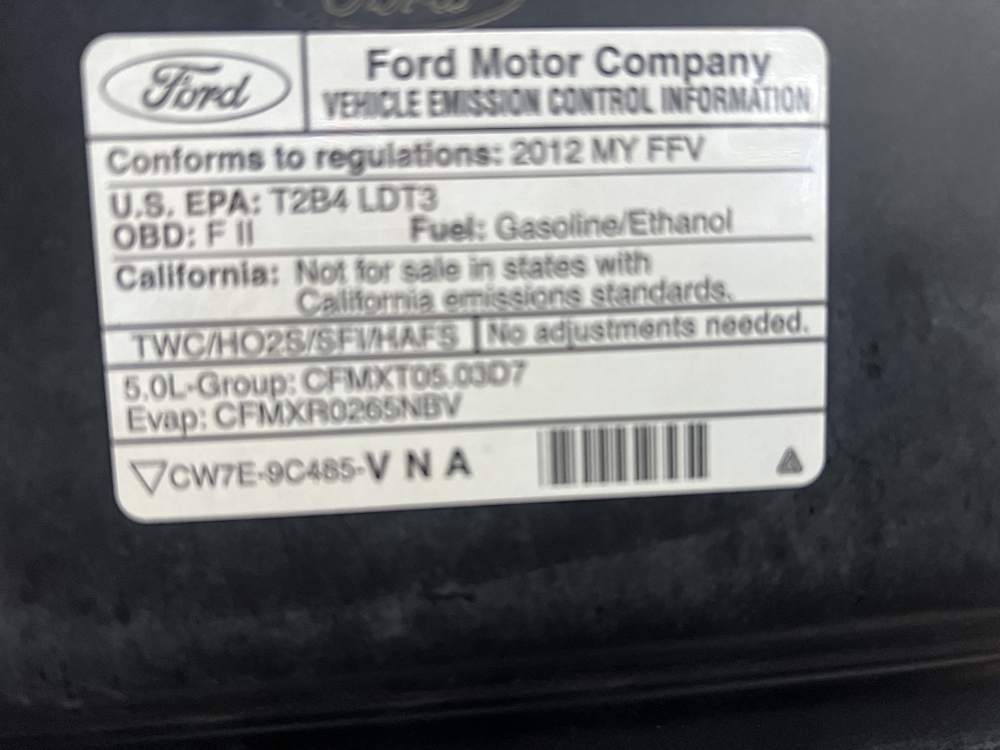 Ford
Ford
Ford Motor Company
VEHICLE EMISSION CONTROL INFORMATION
Conforms to regulations: 2012 MY FFV
U.S. EPA: T2B4 LDT3
OBD: F II Fuel: Gasoline/Ethanol
California: Not for sale in states with
California emissions standards.
TWC/HO2S/SFI/HAFS No adjustments needed.
5.0L-Group: CFMXT05.03D7
Evap: CFMXR0265NBV
CW7E-9C485-V N A